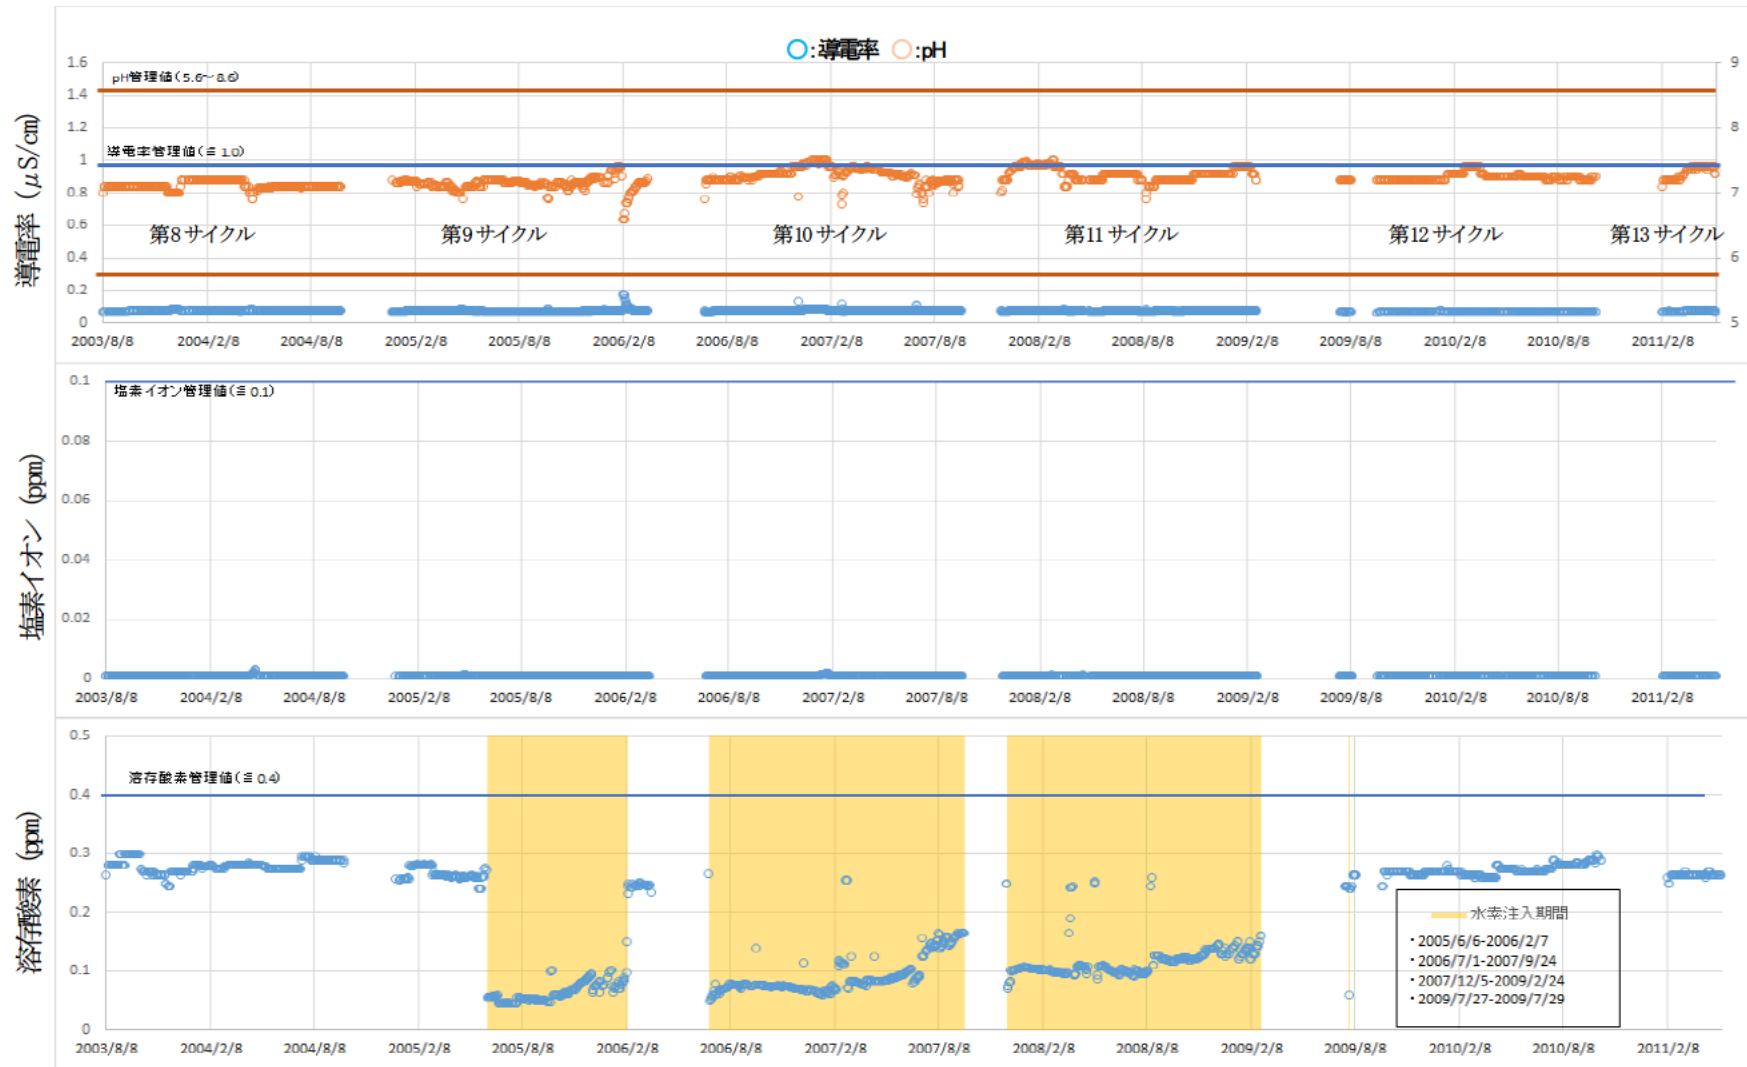 ○:導電率 ○:pH
導電率 (μS/cm)
1.6
1.4
1.2
1
0.8
0.6
0.4
0.2
0
9
8
7
6
5
pH管理値(5.6～8.6)
導電率管理値(≦ 1.0)
第8サイクル 第9サイクル 第10サイクル 第11サイクル 第12サイクル 第13サイクル
2003/8/8 2004/2/8 2004/8/8 2005/2/8 2005/8/8 2006/2/8 2006/8/8 2007/2/8 2007/8/8 2008/2/8 2008/8/8 2009/2/8 2009/8/8 2010/2/8 2010/8/8 2011/2/8
塩素イオン (ppm)
0.1
0.08
0.06
0.04
0.02
0
塩素イオン管理値(≦ 0.1)
2003/8/8 2004/2/8 2004/8/8 2005/2/8 2005/8/8 2006/2/8 2006/8/8 2007/2/8 2007/8/8 2008/2/8 2008/8/8 2009/2/8 2009/8/8 2010/2/8 2010/8/8 2011/2/8
溶存酸素 (ppm)
0.5
0.4
0.3
0.2
0.1
0
溶存酸素管理値(≦ 0.4)
水素注入期間
・2005/6/6-2006/2/7
・2006/7/1-2007/9/24
・2007/12/5-2009/2/24
・2009/7/27-2009/7/29
2003/8/8 2004/2/8 2004/8/8 2005/2/8 2005/8/8 2006/2/8 2006/8/8 2007/2/8 2007/8/8 2008/2/8 2008/8/8 2009/2/8 2009/8/8 2010/2/8 2010/8/8 2011/2/8